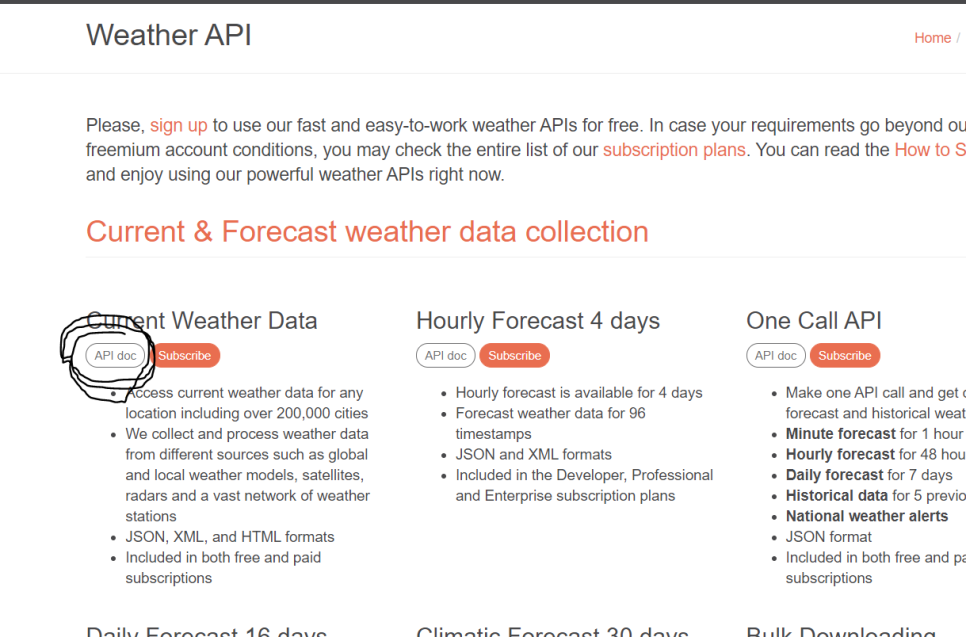 Weather API
Home /
Please, sign up to use our fast and easy-to-work weather APIs for free. In case your requirements go beyond ou
freemium account conditions, you may check the entire list of our subscription plans. You can read the How to S
and enjoy using our powerful weather APIs right now.
Current & Forecast weather data collection
Current Weather Data
API doc Subscribe
• Access current weather data for any
location including over 200,000 cities
• We collect and process weather data
from different sources such as global
and local weather models, satellites,
radars and a vast network of weather
stations
• JSON, XML, and HTML formats
• Included in both free and paid
subscriptions
Hourly Forecast 4 days
API doc Subscribe
• Hourly forecast is available for 4 days
• Forecast weather data for 96
timestamps
• JSON and XML formats
• Included in the Developer, Professional
and Enterprise subscription plans
One Call API
API doc Subscribe
• Make one API call and get
forecast and historical weat
• Minute forecast for 1 hour
• Hourly forecast for 48 hou
• Daily forecast for 7 days
• Historical data for 5 previo
• National weather alerts
• JSON format
• Included in both free and pa
subscriptions
Daily Forecast 16 days
Climatic Forecast 30 days
Bulk Downloading